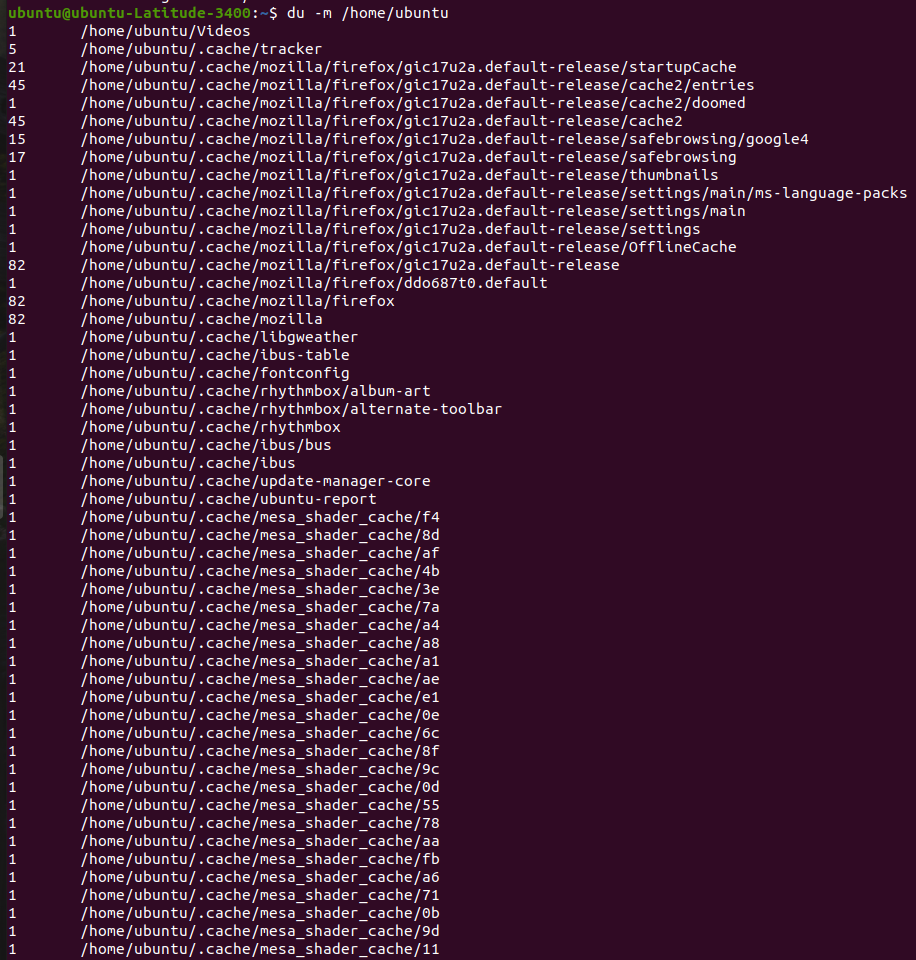 ubuntu@ubuntu-Latitude-3400:~$ du -m /home/ubuntu
1 /home/ubuntu/Videos
5 /home/ubuntu/.cache/tracker
21 /home/ubuntu/.cache/mozilla/firefox/gic17u2a.default-release/startupCache
45 /home/ubuntu/.cache/mozilla/firefox/gic17u2a.default-release/cache2/entries
1 /home/ubuntu/.cache/mozilla/firefox/gic17u2a.default-release/cache2/doomed
45 /home/ubuntu/.cache/mozilla/firefox/gic17u2a.default-release/cache2
15 /home/ubuntu/.cache/mozilla/firefox/gic17u2a.default-release/safebrowsing/google4
17 /home/ubuntu/.cache/mozilla/firefox/gic17u2a.default-release/safebrowsing
1 /home/ubuntu/.cache/mozilla/firefox/gic17u2a.default-release/thumbnails
1 /home/ubuntu/.cache/mozilla/firefox/gic17u2a.default-release/settings/main/ms-language-packs
1 /home/ubuntu/.cache/mozilla/firefox/gic17u2a.default-release/settings/main
1 /home/ubuntu/.cache/mozilla/firefox/gic17u2a.default-release/settings
1 /home/ubuntu/.cache/mozilla/firefox/gic17u2a.default-release/OfflineCache
82 /home/ubuntu/.cache/mozilla/firefox/gic17u2a.default-release
1 /home/ubuntu/.cache/mozilla/firefox/ddo687t0.default
82 /home/ubuntu/.cache/mozilla/firefox
82 /home/ubuntu/.cache/mozilla
1 /home/ubuntu/.cache/libgweather
1 /home/ubuntu/.cache/ibus-table
1 /home/ubuntu/.cache/fontconfig
1 /home/ubuntu/.cache/rhythmbox/album-art
1 /home/ubuntu/.cache/rhythmbox/alternate-toolbar
1 /home/ubuntu/.cache/rhythmbox
1 /home/ubuntu/.cache/ibus/bus
1 /home/ubuntu/.cache/ibus
1 /home/ubuntu/.cache/update-manager-core
1 /home/ubuntu/.cache/ubuntu-report
1 /home/ubuntu/.cache/mesa_shader_cache/f4
1 /home/ubuntu/.cache/mesa_shader_cache/8d
1 /home/ubuntu/.cache/mesa_shader_cache/af
1 /home/ubuntu/.cache/mesa_shader_cache/4b
1 /home/ubuntu/.cache/mesa_shader_cache/3e
1 /home/ubuntu/.cache/mesa_shader_cache/7a
1 /home/ubuntu/.cache/mesa_shader_cache/a4
1 /home/ubuntu/.cache/mesa_shader_cache/a8
1 /home/ubuntu/.cache/mesa_shader_cache/a1
1 /home/ubuntu/.cache/mesa_shader_cache/ae
1 /home/ubuntu/.cache/mesa_shader_cache/e1
1 /home/ubuntu/.cache/mesa_shader_cache/0e
1 /home/ubuntu/.cache/mesa_shader_cache/6c
1 /home/ubuntu/.cache/mesa_shader_cache/8f
1 /home/ubuntu/.cache/mesa_shader_cache/9c
1 /home/ubuntu/.cache/mesa_shader_cache/0d
1 /home/ubuntu/.cache/mesa_shader_cache/55
1 /home/ubuntu/.cache/mesa_shader_cache/78
1 /home/ubuntu/.cache/mesa_shader_cache/aa
1 /home/ubuntu/.cache/mesa_shader_cache/fb
1 /home/ubuntu/.cache/mesa_shader_cache/a6
1 /home/ubuntu/.cache/mesa_shader_cache/71
1 /home/ubuntu/.cache/mesa_shader_cache/0b
1 /home/ubuntu/.cache/mesa_shader_cache/9d
1 /home/ubuntu/.cache/mesa_shader_cache/11